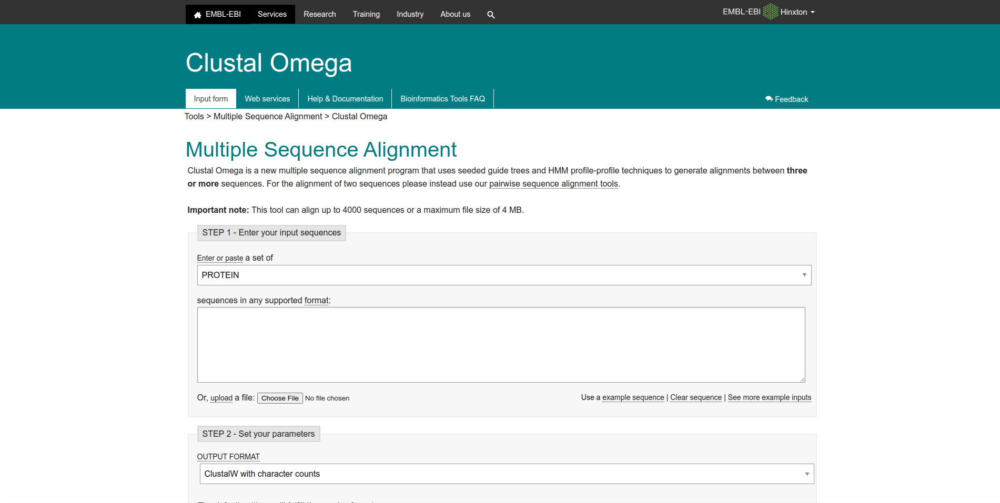 EMBL-EBI Services Research Training Industry About us EMBL-EBI Hinxton
Clustal Omega
Input form Web services Help & Documentation Bioinformatics Tools FAQ Feedback
Tools > Multiple Sequence Alignment > Clustal Omega
Multiple Sequence Alignment
Clustal Omega is a new multiple sequence alignment program that uses seeded guide trees and HMM profile-profile techniques to generate alignments between three
or more sequences. For the alignment of two sequences please instead use our pairwise sequence alignment tools.
Important note: This tool can align up to 4000 sequences or a maximum file size of 4 MB.
STEP 1 - Enter your input sequences
Enter or paste a set of
PROTEIN
sequences in any supported format:
Or, upload a file: Choose File No file chosen Use a example sequence | Clear sequence | See more example inputs
STEP 2 - Set your parameters
OUTPUT FORMAT
ClustalW with character counts